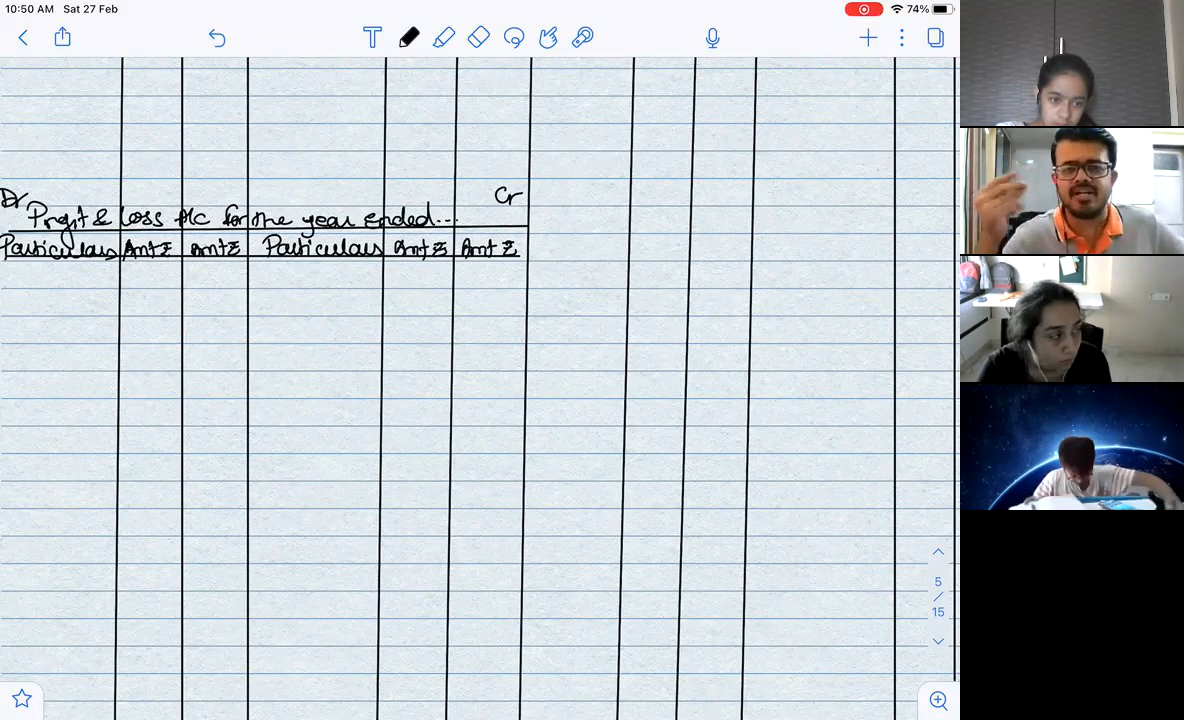 10:50 AM Sat 27 Feb
74%
T
Dr Cr
Profit & Loss A/c for the year ended...
Particulars Amt ₹ Amt ₹ Particulars Amt ₹ Amt ₹
5
/
15